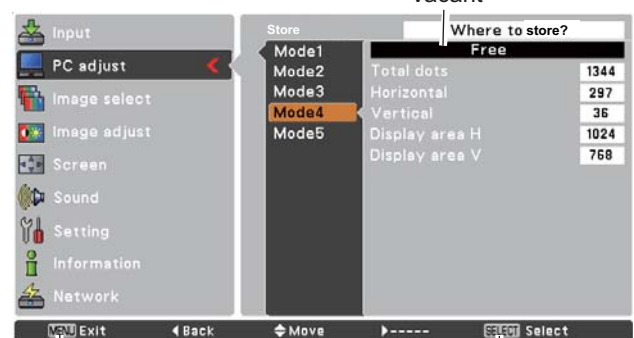 Vacant
Input
PC adjust
Image select
Image adjust
Screen
Sound
Setting
Information
Network
Store
Mode1
Mode2
Mode3
Mode4
Mode5
Where to store?
Free
Total dots 1344
Horizontal 297
Vertical 36
Display area H 1024
Display area V 768
MENU Exit Back Move ----- SELECT Select